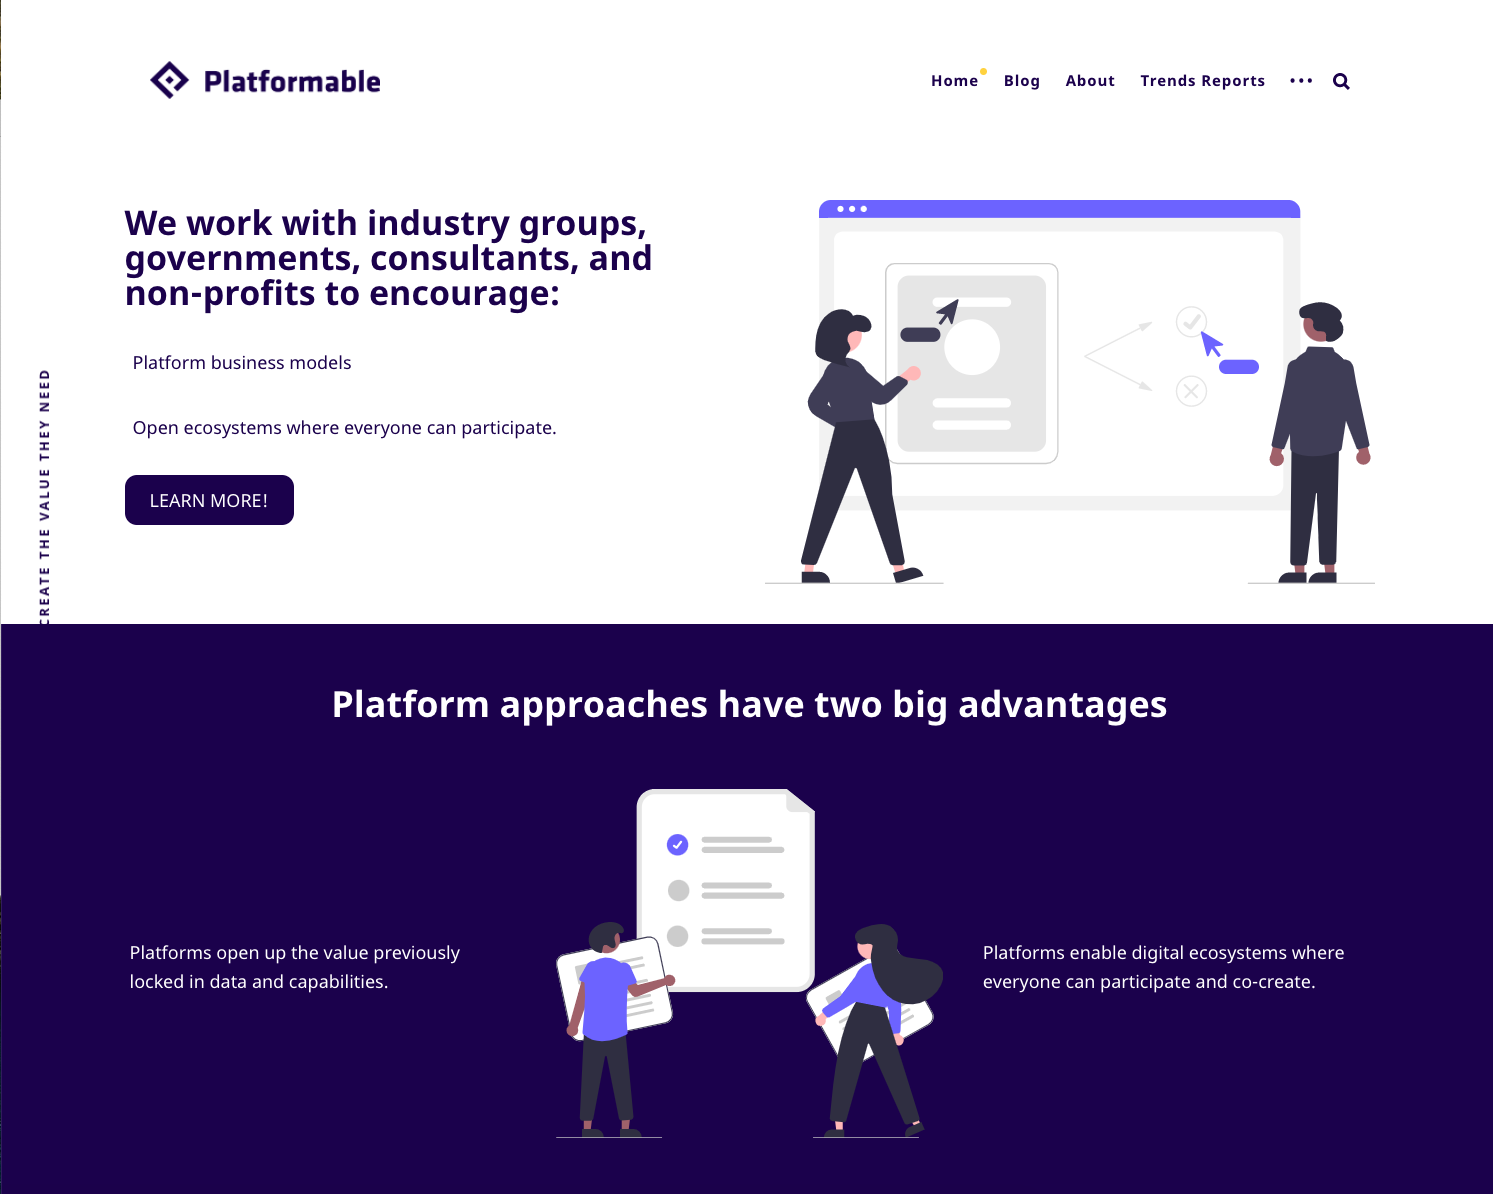 Platformable
Home Blog About Trends Reports
We work with industry groups,
governments, consultants, and
non-profits to encourage:
Platform business models
Open ecosystems where everyone can participate.
LEARN MORE!
CREATE THE VALUE THEY NEED
Platform approaches have two big advantages
Platforms open up the value previously
locked in data and capabilities.
Platforms enable digital ecosystems where
everyone can participate and co-create.